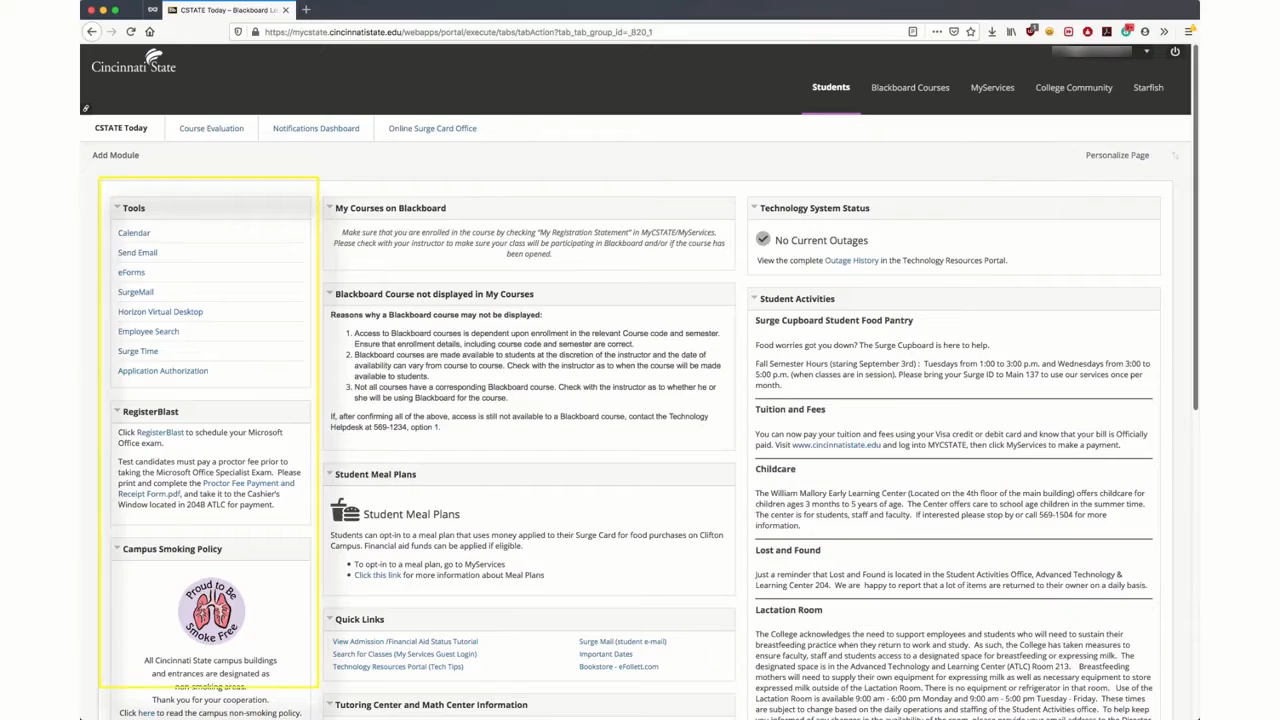 CSTATE Today – Blackboard Le
https://mycstate.cincinnatistate.edu/webapps/portal/execute/tabs/tabAction?tab_tab_group_id=_820_1
Cincinnati State
Students
Blackboard Courses
MyServices
College Community
Starfish
CSTATE Today
Course Evaluation
Notifications Dashboard
Online Surge Card Office
Add Module
Personalize Page
Tools
Calendar
Send Email
eForms
SurgeMail
Horizon Virtual Desktop
Employee Search
Surge Time
Application Authorization
RegisterBlast
Click RegisterBlast to schedule your Microsoft
Office exam.
Test candidates must pay a proctor fee prior to
taking the Microsoft Office Specialist Exam. Please
print and complete the Proctor Fee Payment and
Receipt Form.pdf, and take it to the Cashier's
Window located in 204B ATLC for payment.
Campus Smoking Policy
Proud to Be
Smoke Free
All Cincinnati State campus buildings
and entrances are designated as
non-smoking areas.
Thank you for your cooperation.
Click here to read the campus non-smoking policy.
My Courses on Blackboard
Make sure that you are enrolled in the course by checking "My Registration Statement" in MyCSTATE/MyServices.
Please check with your instructor to make sure your class will be participating in Blackboard and/or if the course has
been opened.
Blackboard Course not displayed in My Courses
Reasons why a Blackboard course may not be displayed:
1. Access to Blackboard courses is dependent upon enrollment in the relevant Course code and semester.
Ensure that enrollment details, including course code and semester are correct.
2. Blackboard courses are made available to students at the discretion of the instructor and the date of
availability can vary from course to course. Check with the instructor as to when the course will be made
available to students.
3. Not all courses have a corresponding Blackboard course. Check with the instructor as to whether he or
she will be using Blackboard for the course.
If, after confirming all of the above, access is still not available to a Blackboard course, contact the Technology
Helpdesk at 569-1234, option 1.
Student Meal Plans
Student Meal Plans
Students can opt-in to a meal plan that uses money applied to their Surge Card for food purchases on Clifton
Campus. Financial aid funds can be applied if eligible.
• To opt-in to a meal plan, go to MyServices
• Click this link for more information about Meal Plans
Quick Links
View Admission /Financial Aid Status Tutorial
Surge Mail (student e-mail)
Search for Classes (My Services Guest Login)
Important Dates
Technology Resources Portal (Tech Tips)
Bookstore - eFollett.com
Tutoring Center and Math Center Information
Technology System Status
No Current Outages
View the complete Outage History in the Technology Resources Portal.
Student Activities
Surge Cupboard Student Food Pantry
Food worries got you down? The Surge Cupboard is here to help.
Fall Semester Hours (staring September 3rd) : Tuesdays from 1:00 to 3:00 p.m. and Wednesdays from 3:00 to
5:00 p.m. (when classes are in session). Please bring your Surge ID to Main 137 to use our services once per
month.
Tuition and Fees
You can now pay your tuition and fees using your Visa credit or debit card and know that your bill is Officially
paid. Visit www.cincinnatistate.edu and log into MYCSTATE, then click MyServices to make a payment.
Childcare
The William Mallory Early Learning Center (Located on the 4th floor of the main building) offers childcare for
children ages 3 months to 5 years of age. The Center offers care to school age children in the summer time.
The center is for students, staff and faculty. If interested please stop by or call 569-1504 for more
information,
Lost and Found
Just a reminder that Lost and Found is located in the Student Activities Office, Advanced Technology &
Learning Center 204. We are happy to report that a lot of items are returned to their owner on a daily basis.
Lactation Room
The College acknowledges the need to support employees and students who will need to sustain their
breastfeeding practice when they return to work and study. As such, the College has taken measures to
ensure faculty, staff and students access to a designated space for breastfeeding or expressing milk. The
designated space is in the Advanced Technology and Learning Center (ATLC) Room 213. Breastfeeding
mothers will need to supply their own equipment for expressing milk as well as necessary equipment to store
expressed milk outside of the Lactation Room. There is no equipment or refrigerator in that room. Use of the
Lactation Room is available 9:00 am - 6:00 pm Monday and 9:00 am - 5:00 pm Tuesday - Friday. These times
are subject to change based on the daily operations and staffing of the Student Activities office. To help keep